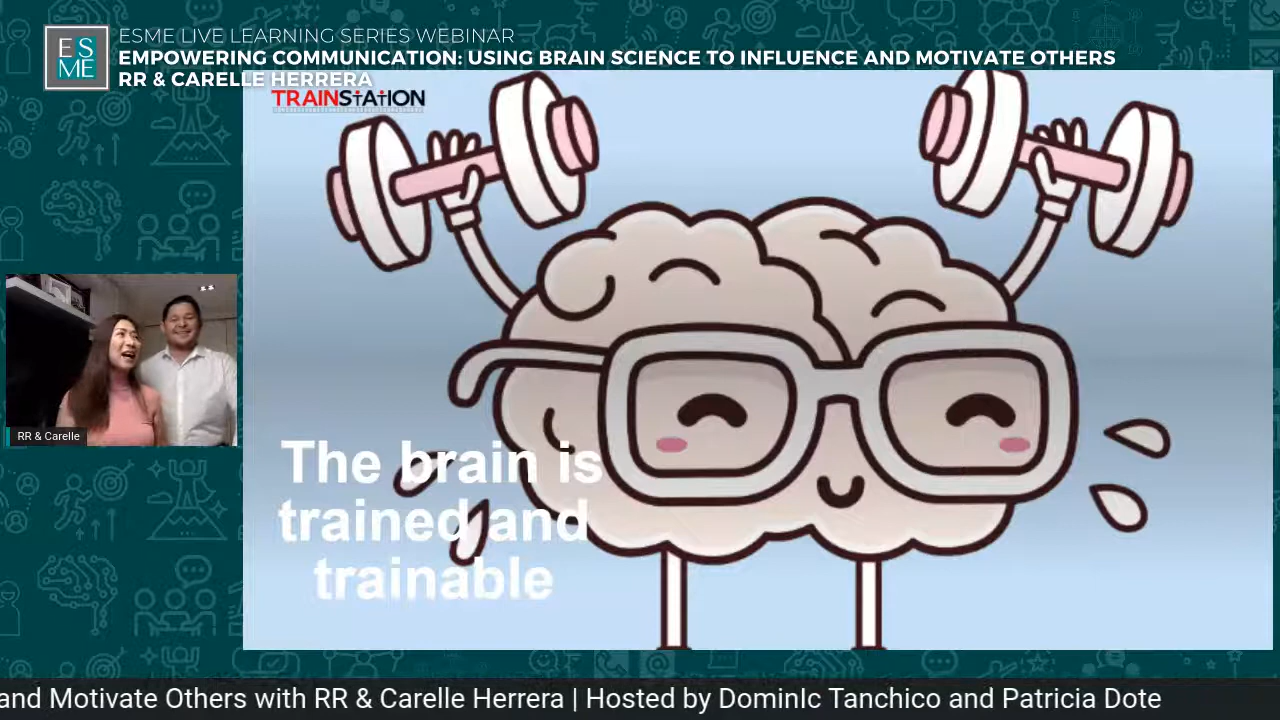 ES
ME
ESME LIVE LEARNING SERIES WEBINAR
EMPOWERING COMMUNICATION: USING BRAIN SCIENCE TO INFLUENCE AND MOTIVATE OTHERS
RR & CARELLE HERRERA
TRAINSTATION
RR & Carelle
The brain is
trained and
trainable
and Motivate Others with RR & Carelle Herrera | Hosted by DominIc Tanchico and Patricia Dote